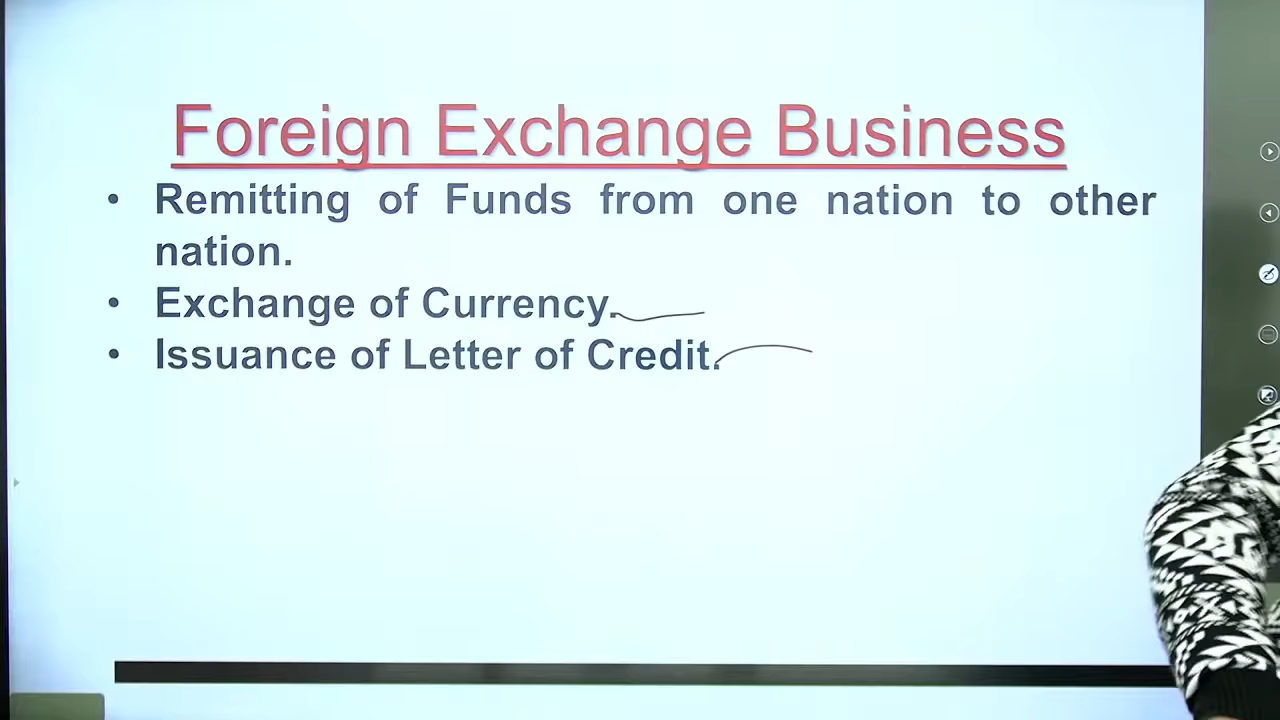 Foreign Exchange Business
• Remitting of Funds from one nation to other
nation.
• Exchange of Currency.
• Issuance of Letter of Credit.